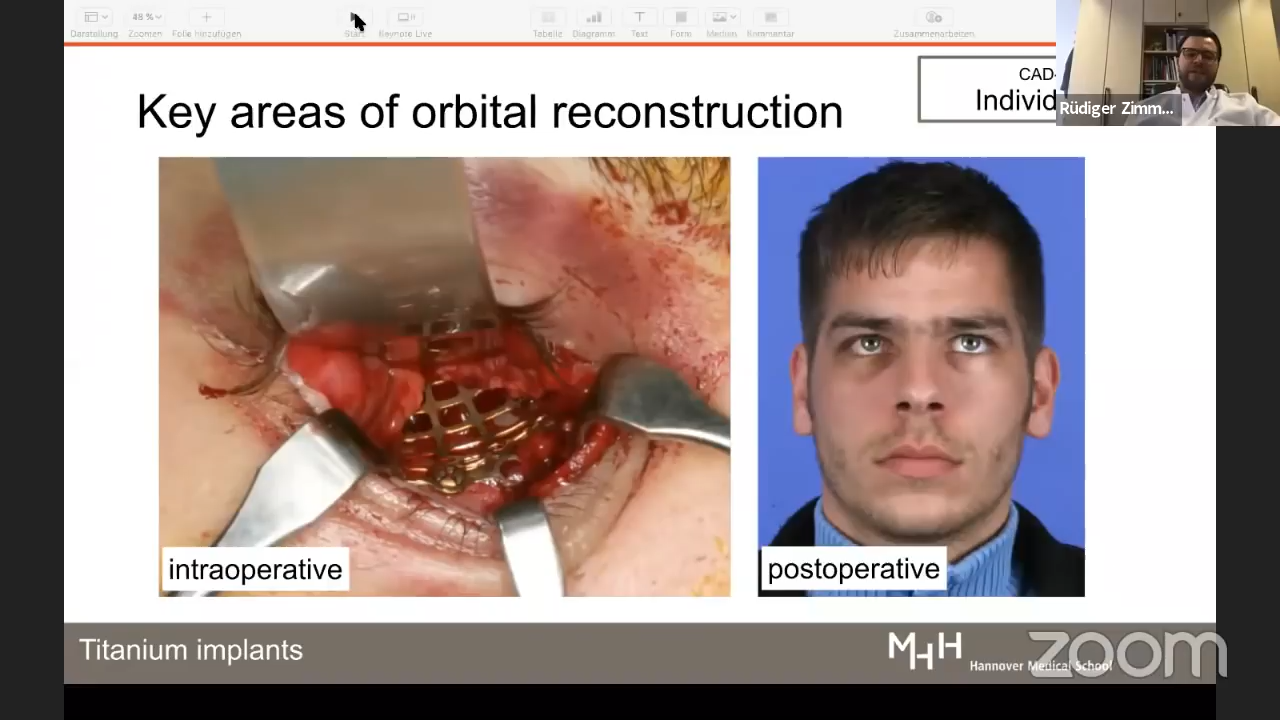 48 %
Darstellung Zoomen Folie hinzufügen Start Keynote Live Tabelle Diagramm Text Form Medien Kommentar Zusammenarbeiten
CAD-
Individ
Rüdiger Zimm...
Key areas of orbital reconstruction
intraoperative
postoperative
Titanium implants
MHH
Hannover Medical School
zoom